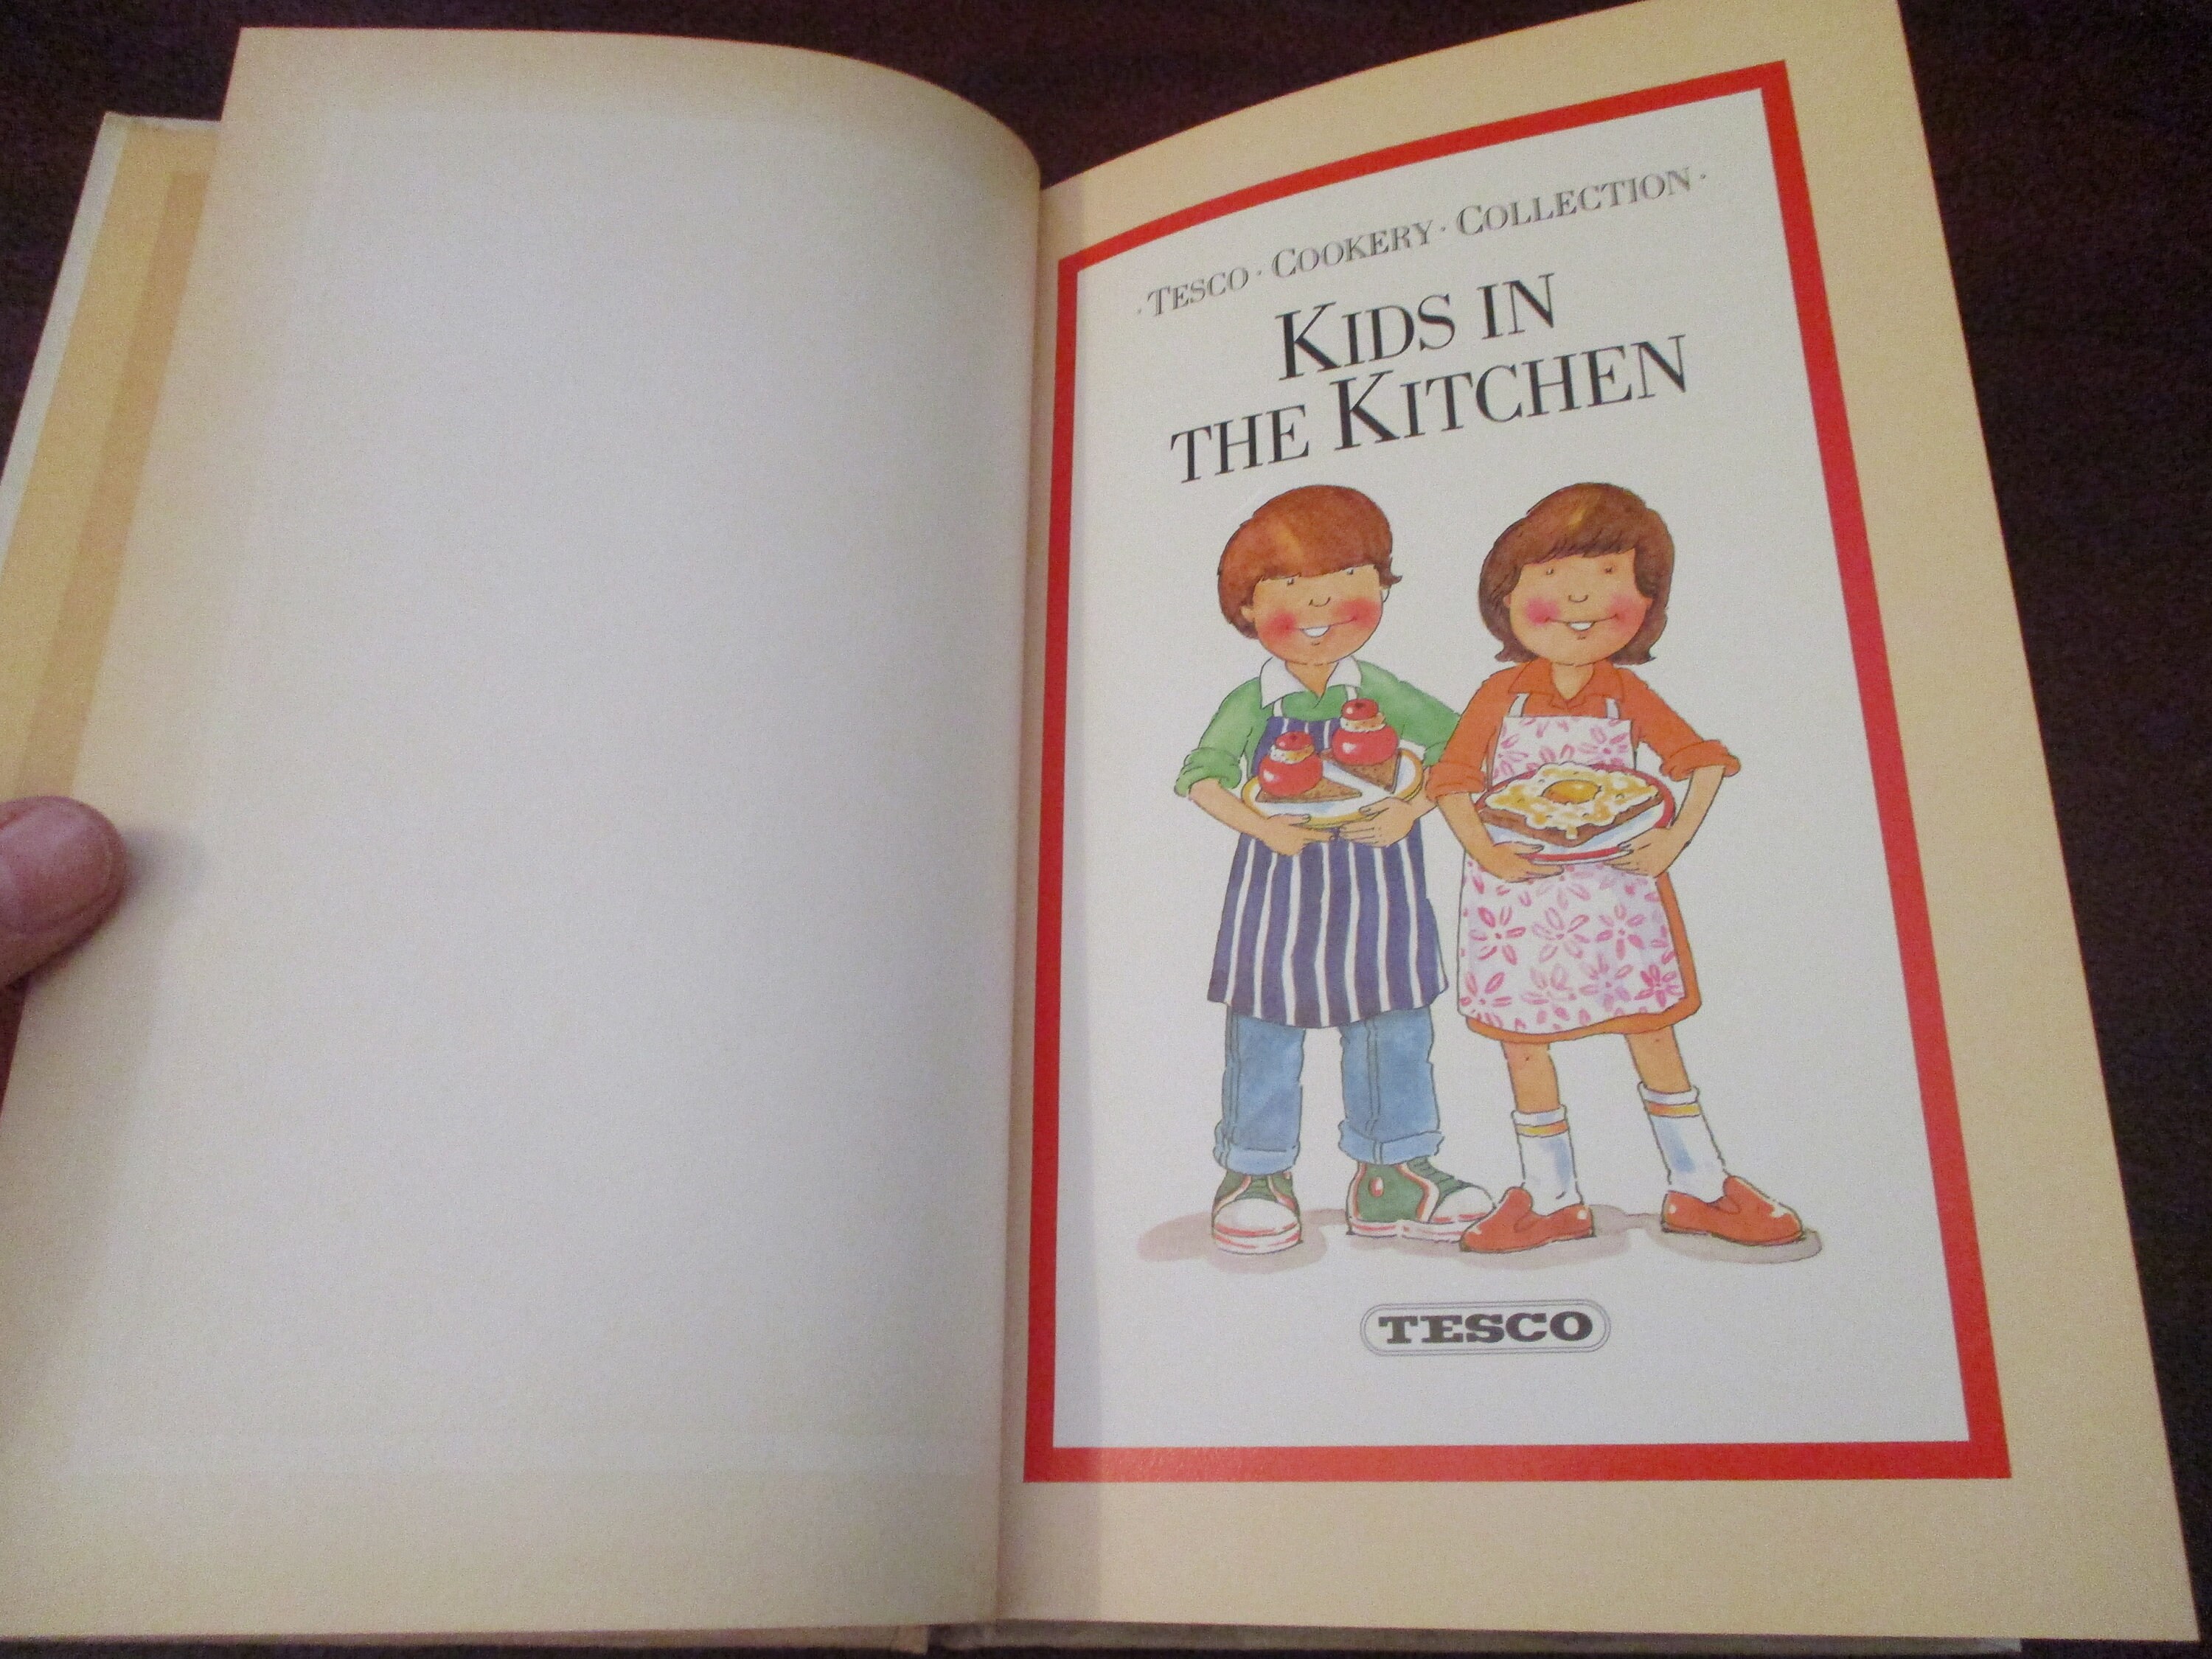 · TESCO · COOKERY · COLLECTION ·
KIDS IN
THE KITCHEN
TESCO